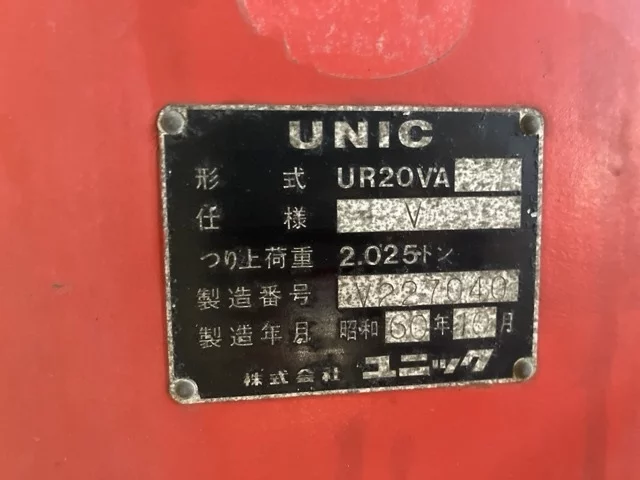 UNIC
形式 UR20VA
仕様 V
つり上荷重 2.025トン
製造番号 V227040
製造年月 昭和60年10月
株式会社 ユニック